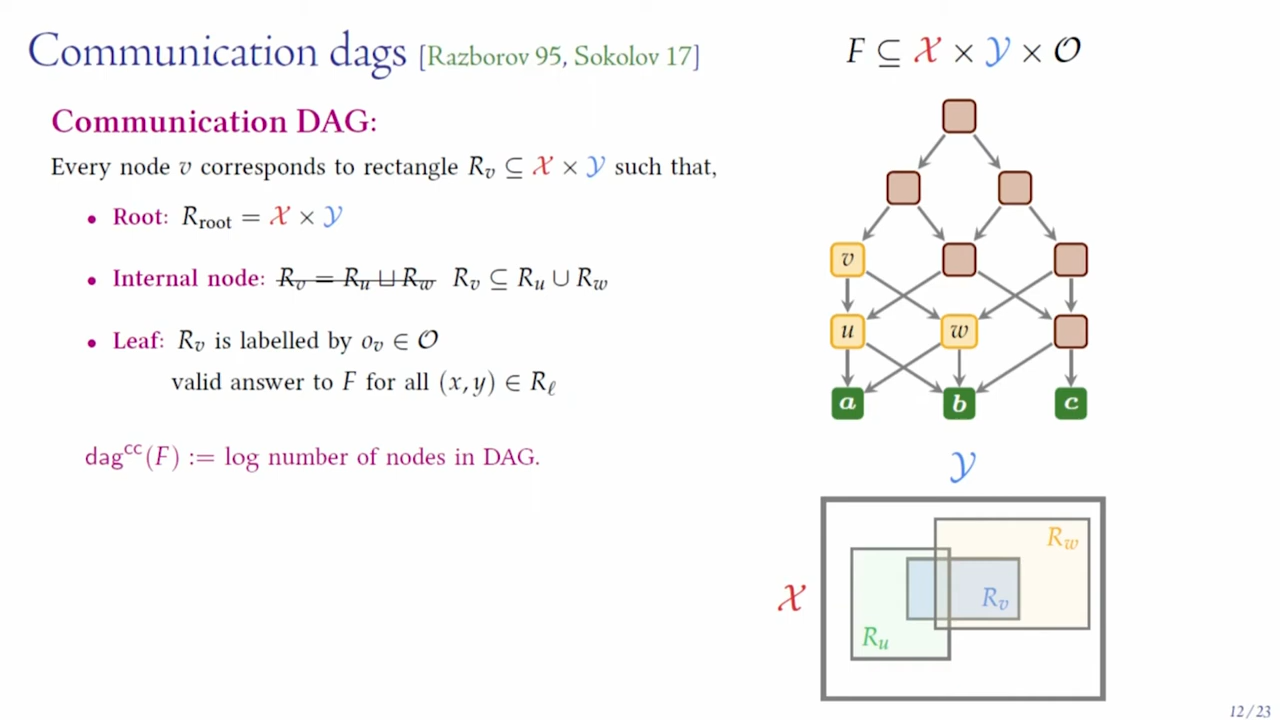 Communication dags [Razborov 95, Sokolov 17]
Communication DAG:
Every node v corresponds to rectangle R_v ⊆ 𝒳 × 𝒴 such that,
• Root: R_root = 𝒳 × 𝒴
• Internal node: R_v = R_u ⊔ R_w R_v ⊆ R_u ∪ R_w
• Leaf: R_v is labelled by o_v ∈ 𝒪
valid answer to F for all (x, y) ∈ R_ℓ
dag^cc(F) := log number of nodes in DAG.
F ⊆ 𝒳 × 𝒴 × 𝒪
v
u w
a b c
𝒴
R_w
𝒳
R_v
R_u
12/23